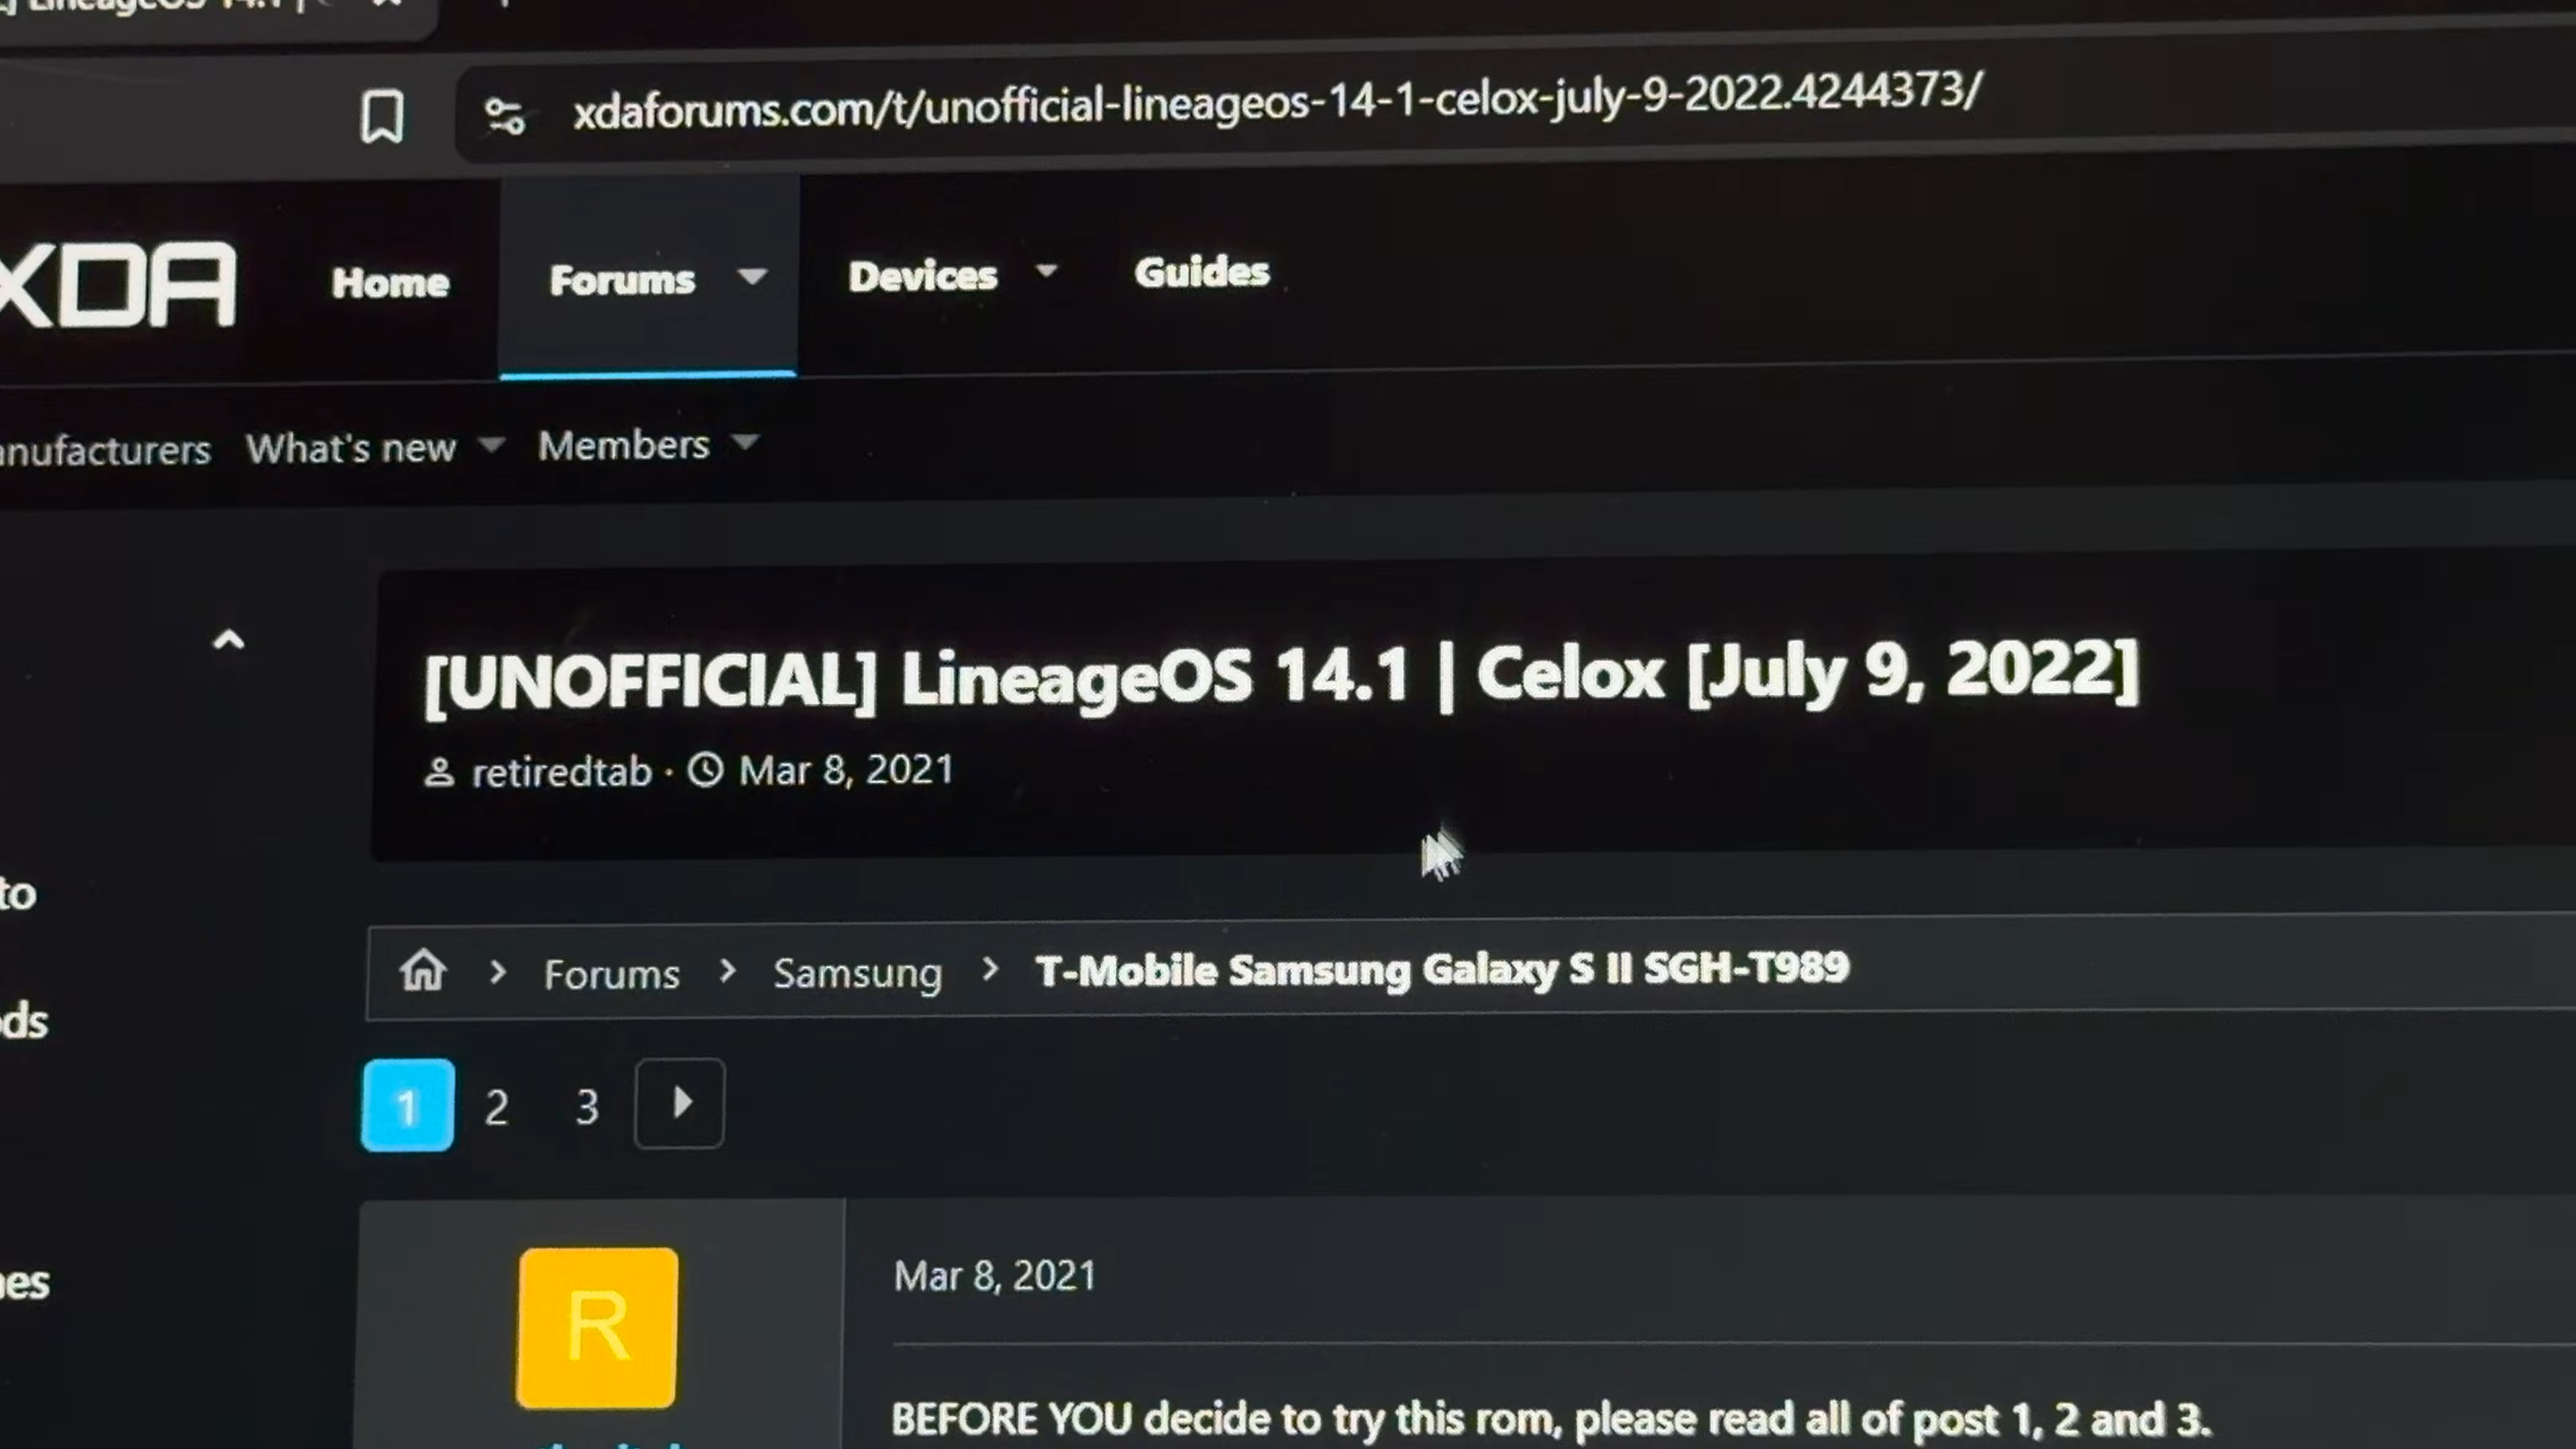 LineageOS 14.1 |
xdaforums.com/t/unofficial-lineageos-14-1-celox-july-9-2022.4244373/
XDA Home Forums Devices Guides
What's new Members
[UNOFFICIAL] LineageOS 14.1 | Celox [July 9, 2022]
retiredtab · Mar 8, 2021
to
Forums Samsung T-Mobile Samsung Galaxy S II SGH-T989
ds
1 2 3
Mar 8, 2021
es
R
BEFORE YOU decide to try this rom, please read all of post 1, 2 and 3.